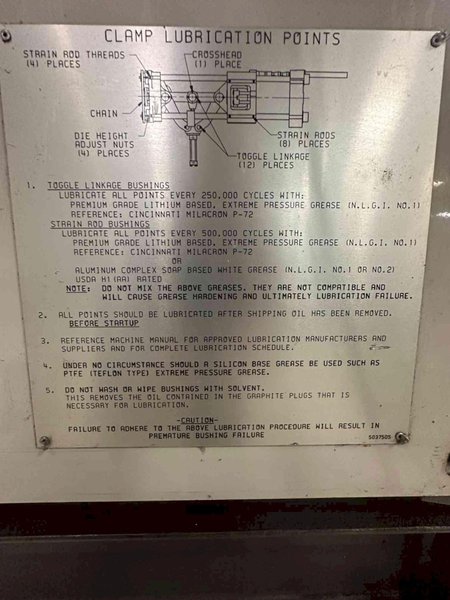 CLAMP LUBRICATION POINTS
STRAIN ROD THREADS
(4) PLACES
CROSSHEAD
(1) PLACE
CHAIN
DIE HEIGHT
ADJUST NUTS
(4) PLACES
STRAIN RODS
(8) PLACES
TOGGLE LINKAGE
(12) PLACES
1. TOGGLE LINKAGE BUSHINGS
LUBRICATE ALL POINTS EVERY 250,000 CYCLES WITH:
PREMIUM GRADE LITHIUM BASED, EXTREME PRESSURE GREASE (N.L.G.I. NO.1)
REFERENCE: CINCINNATI MILACRON P-72
STRAIN ROD BUSHINGS
LUBRICATE ALL POINTS EVERY 500,000 CYCLES WITH:
PREMIUM GRADE LITHIUM BASED, EXTREME PRESSURE GREASE (N.L.G.I. NO.1)
REFERENCE: CINCINNATI MILACRON P-72
OR
ALUMINUM COMPLEX SOAP BASED WHITE GREASE (N.L.G.I. NO.1 OR NO.2)
USDA H1 (AA) RATED
NOTE: DO NOT MIX THE ABOVE GREASES. THEY ARE NOT COMPATIBLE AND
WILL CAUSE GREASE HARDENING AND ULTIMATELY LUBRICATION FAILURE.
2. ALL POINTS SHOULD BE LUBRICATED AFTER SHIPPING OIL HAS BEEN REMOVED.
BEFORE STARTUP
3. REFERENCE MACHINE MANUAL FOR APPROVED LUBRICATION MANUFACTURERS AND
SUPPLIERS AND FOR COMPLETE LUBRICATION SCHEDULE.
4. UNDER NO CIRCUMSTANCE SHOULD A SILICON BASE GREASE BE USED SUCH AS
PTFE (TEFLON TYPE) EXTREME PRESSURE GREASE.
5. DO NOT WASH OR WIPE BUSHINGS WITH SOLVENT.
THIS REMOVES THE OIL CONTAINED IN THE GRAPHITE PLUGS THAT IS
NECESSARY FOR LUBRICATION.
-CAUTION-
FAILURE TO ADHERE TO THE ABOVE LUBRICATION PROCEDURE WILL RESULT IN
PREMATURE BUSHING FAILURE
5037505